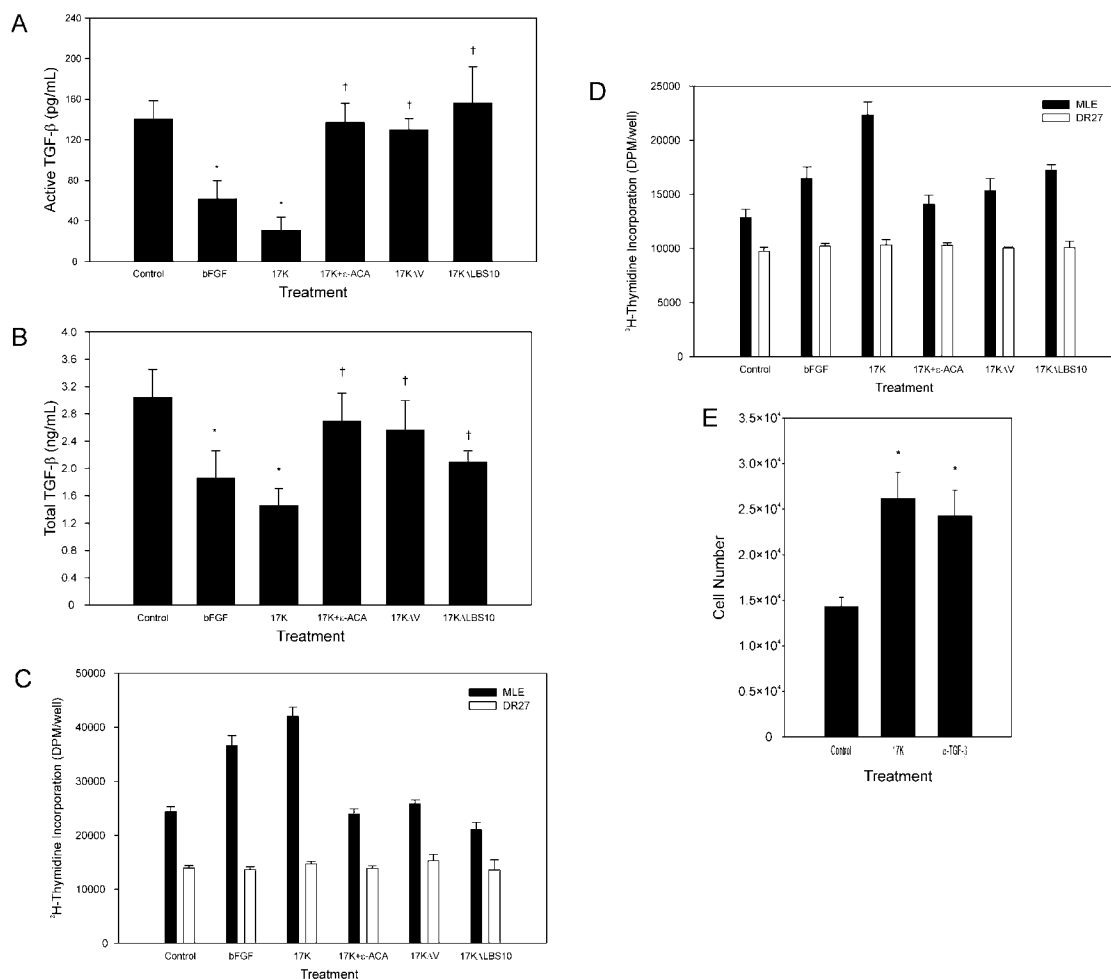 A
Active TGF-β (pg/mL)
240
200
160
120
80
40
0
* * † † †
Control bFGF 17K 17K+ε-ACA 17KΔV 17KΔLBS10
Treatment
B
Total TGF-β (ng/mL)
4.0
3.6
3.2
2.8
2.4
2.0
1.6
1.2
0.8
0.4
0
* * † † †
Control bFGF 17K 17K+ε-ACA 17KΔV 17KΔLBS10
Treatment
C
³H-Thymidine Incorporation (DPM/well)
50000
40000
30000
20000
10000
0
MLE
DR27
Control bFGF 17K 17K+ε-ACA 17KΔV 17KΔLBS10
Treatment
D
³H-Thymidine Incorporation (DPM/well)
25000
20000
15000
10000
5000
0
MLE
DR27
Control bFGF 17K 17K+ε-ACA 17KΔV 17KΔLBS10
Treatment
E
Cell Number
3.5×10⁴
3.0×10⁴
2.5×10⁴
2.0×10⁴
1.5×10⁴
1.0×10⁴
0.5×10⁴
0
* *
Control 17K α-TGF-β
Treatment